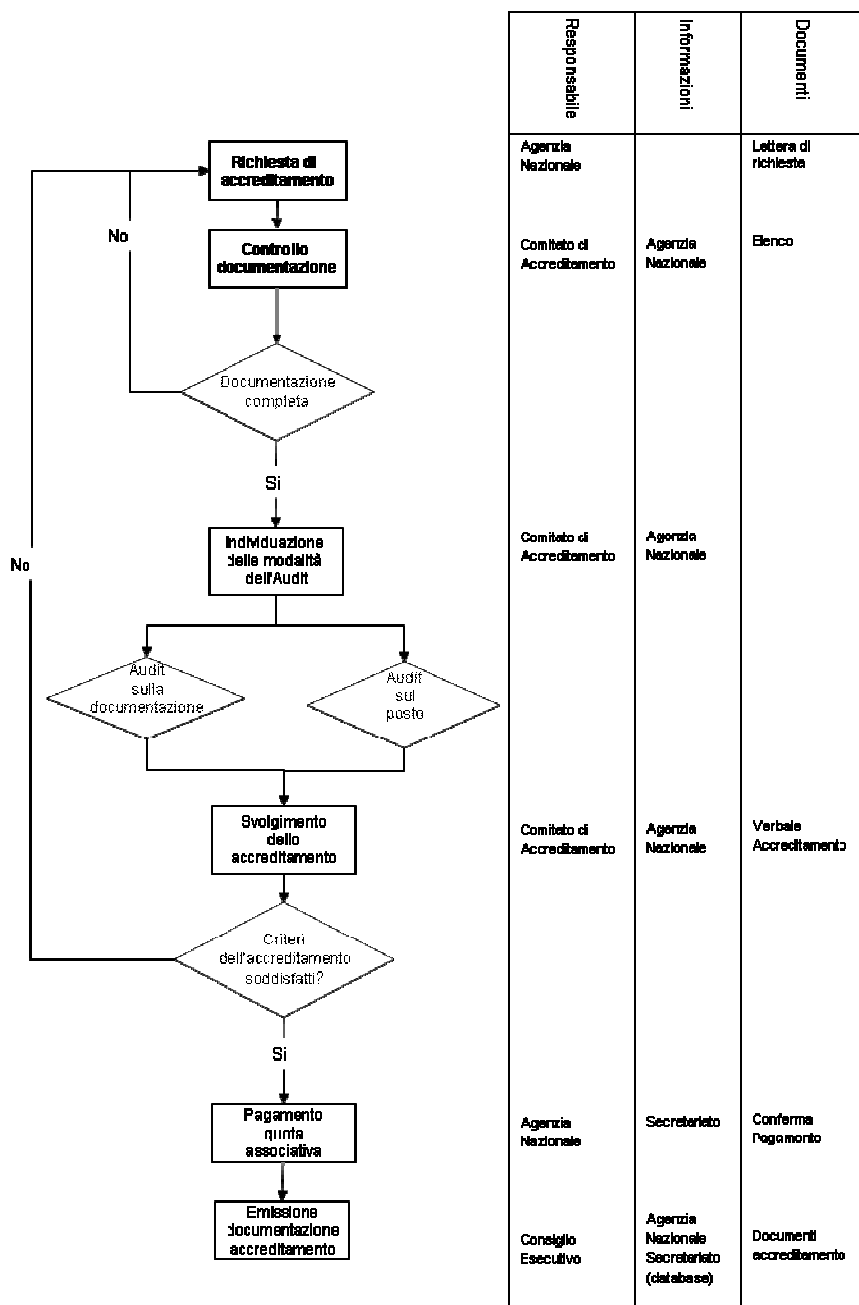 Responsabile
Informazioni
Documenti
Richiesta di
accreditamento
Agenzia
Nazionale
Lettera di
richiesta
No
Controllo
documentazione
Comitato di
Accreditamento
Agenzia
Nazionale
Elenco
Documentazione
completa
Si
Individuazione
delle modalità
dell'Audit
Comitato di
Accreditamento
Agenzia
Nazionale
No
Audit
sulla
documentazione
Audit
sul
posto
Svolgimento
dello
accreditamento
Comitato di
Accreditamento
Agenzia
Nazionale
Verbale
Accreditamento
Criteri
dell'accreditamento
soddisfatti?
Si
Pagamento
quota
associativa
Agenzia
Nazionale
Secretariato
Conferma
Pagamento
Emissione
documentazione
accreditamento
Consiglio
Esecutivo
Agenzia
Nazionale
Secretariato
(database)
Documenti
accreditamento